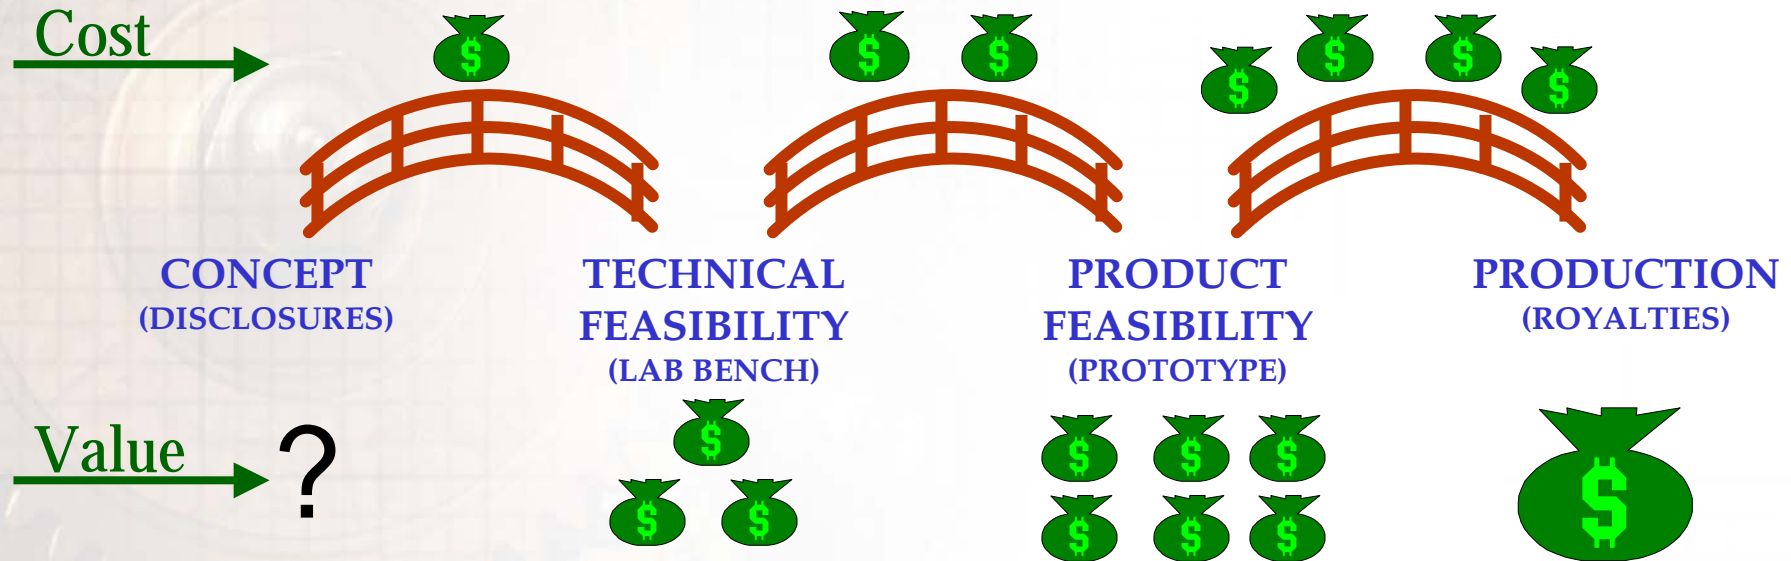 Cost
$
$ $
$ $ $ $
CONCEPT
(DISCLOSURES)
TECHNICAL
FEASIBILITY
(LAB BENCH)
PRODUCT
FEASIBILITY
(PROTOTYPE)
PRODUCTION
(ROYALTIES)
Value
?
$
$ $
$ $ $
$ $ $
$